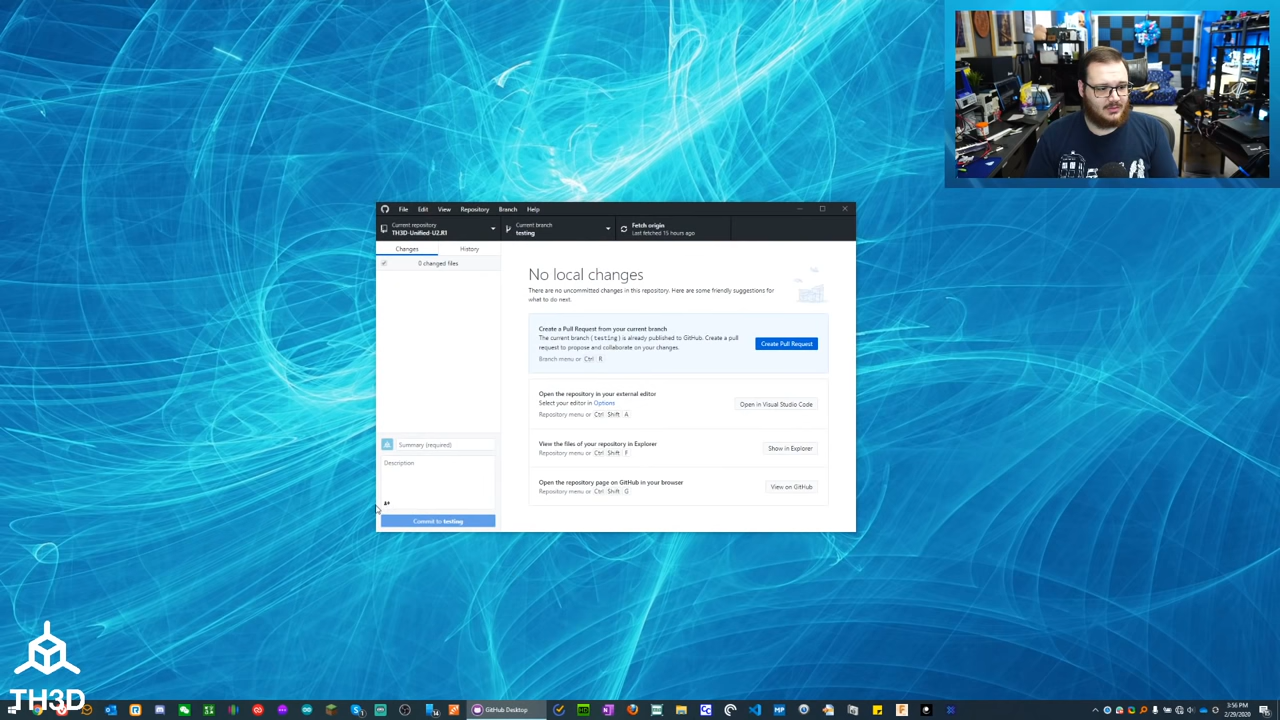 File Edit View Repository Branch Help
Current repository
TH3D-Unified-U2.R1
Current branch
testing
Fetch origin
Last fetched 15 hours ago
Changes
History
0 changed files
No local changes
There are no uncommitted changes in this repository. Here are some friendly suggestions for
what to do next.
Create a Pull Request from your current branch
The current branch (testing) is already published to GitHub. Create a pull
request to propose and collaborate on your changes.
Branch menu or Ctrl R
Create Pull Request
Open the repository in your external editor
Select your editor in Options
Repository menu or Ctrl Shift A
Open in Visual Studio Code
View the files of your repository in Explorer
Repository menu or Ctrl Shift F
Show in Explorer
Open the repository page on GitHub in your browser
Repository menu or Ctrl Shift G
View on GitHub
Summary (required)
Description
Commit to testing
TH3D
GitHub Desktop
3:56 PM
2/29/2020